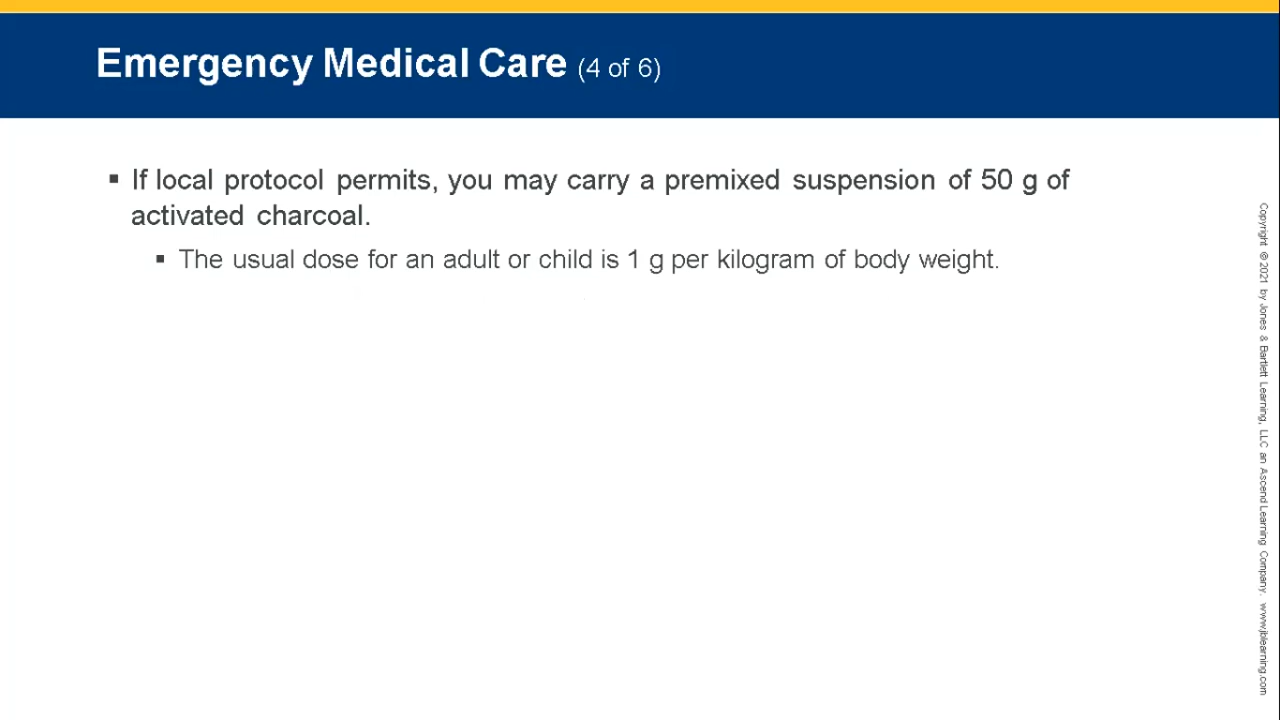 Emergency Medical Care (4 of 6)
▪ If local protocol permits, you may carry a premixed suspension of 50 g of
activated charcoal.
▪ The usual dose for an adult or child is 1 g per kilogram of body weight.
Copyright © 2021 by Jones & Bartlett Learning, LLC an Ascend Learning Company. www.jblearning.com